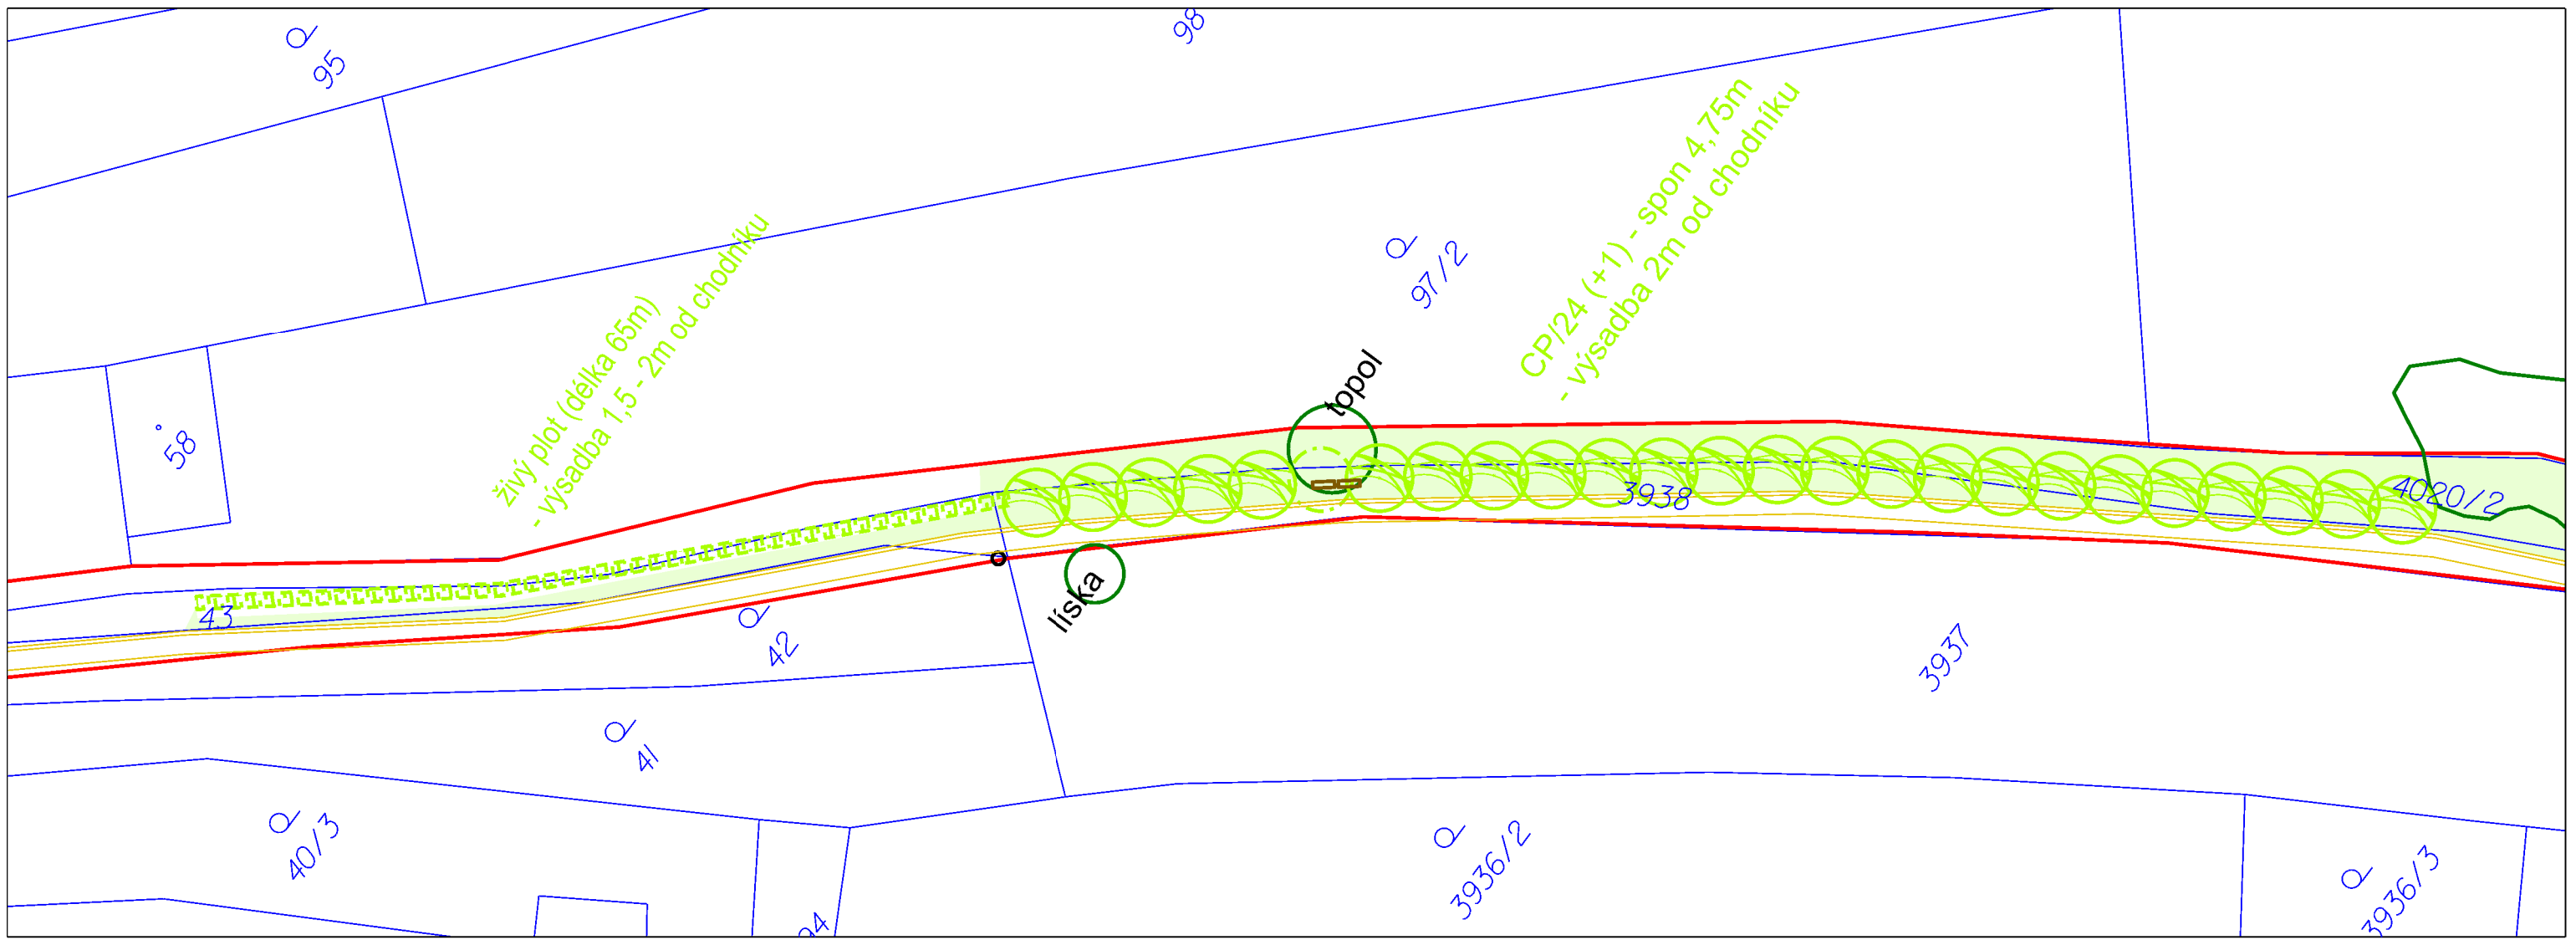 95
98
58
živý plot (délka 65m)
- výsadba 1,5 - 2m od chodníku
97/2
CP/24 (+1) - spon 4,75m
- výsadba 2m od chodníku
topol
3938
4020/2
43
42
líska
3937
41
40/3
3936/2
3936/3